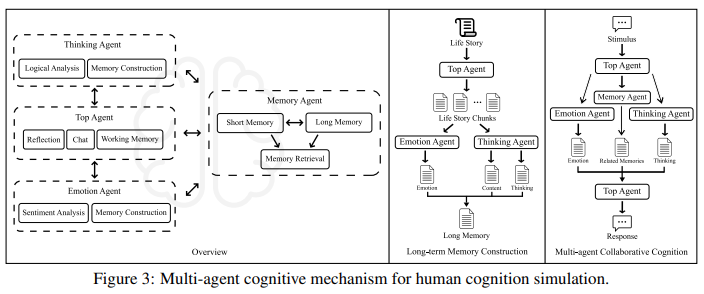 Thinking Agent
Logical Analysis
Memory Construction
Top Agent
Reflection
Chat
Working Memory
Emotion Agent
Sentiment Analysis
Memory Construction
Memory Agent
Short Memory
Long Memory
Memory Retrieval
Overview
Life Story
Top Agent
...
Life Story Chunks
Emotion Agent
Thinking Agent
Emotion
Content
Thinking
Long Memory
Long-term Memory Construction
Stimulus
Top Agent
Memory Agent
Emotion Agent
Thinking Agent
Emotion
Related Memories
Thinking
Top Agent
Response
Multi-agent Collaborative Cognition
Figure 3: Multi-agent cognitive mechanism for human cognition simulation.